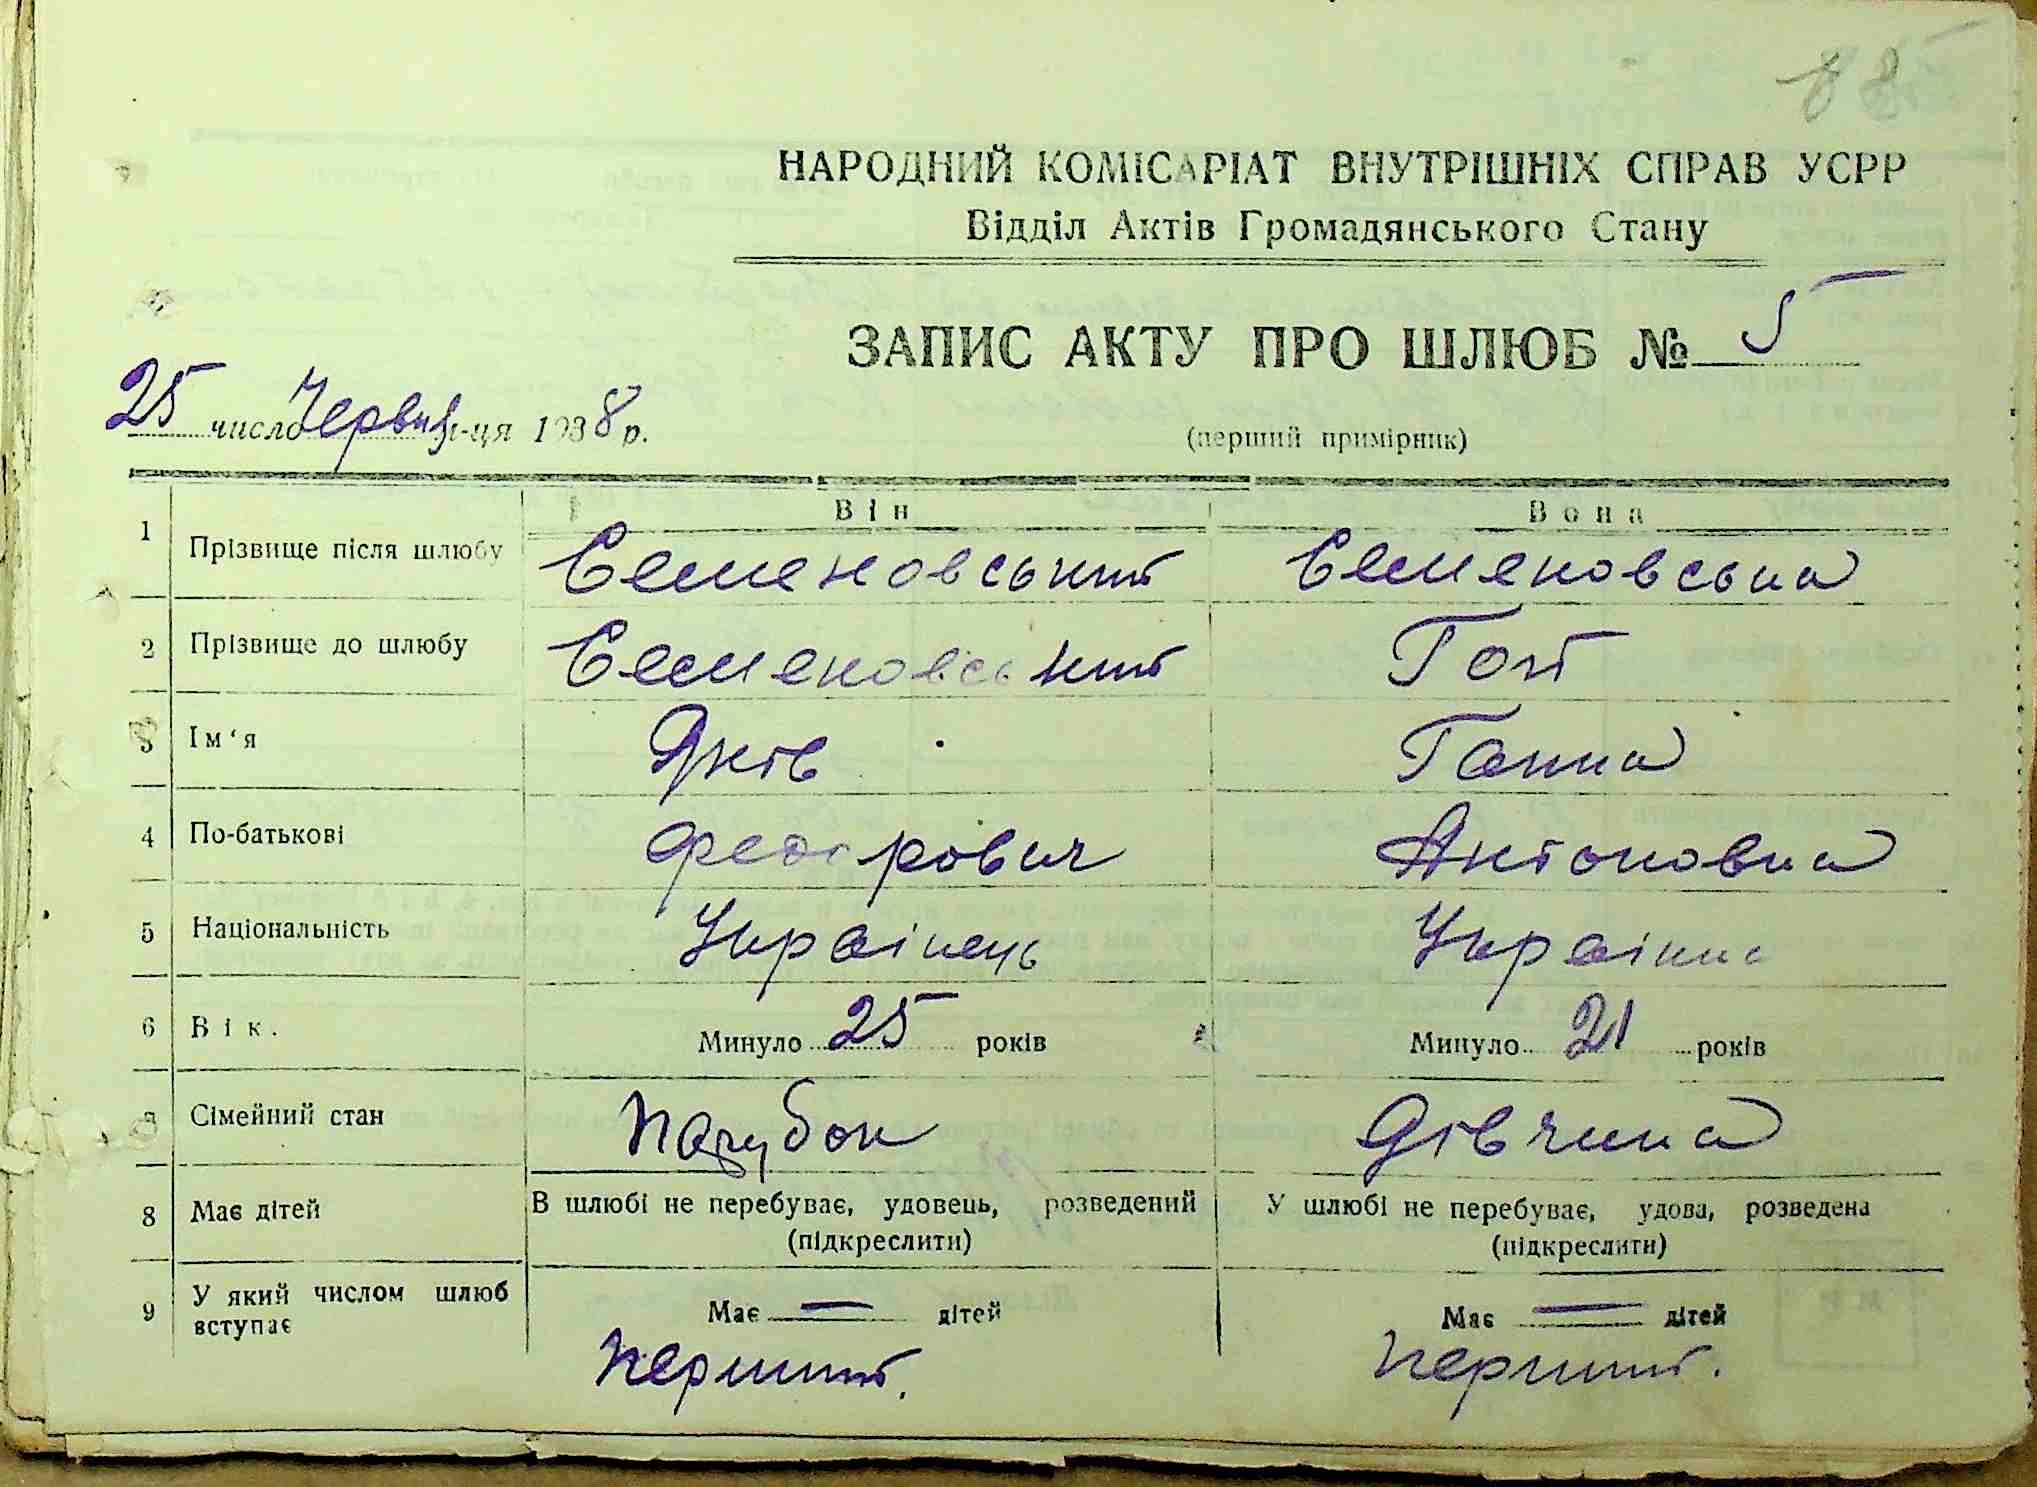 88
НАРОДНИЙ КОМІСАРІАТ ВНУТРІШНІХ СПРАВ УСРР
Відділ Актів Громадянського Стану
ЗАПИС АКТУ ПРО ШЛЮБ № 5
25 число Червня м-ця 1938 р.
(перший примірник)
Він Вона
1 Прізвище після шлюбу Семеновський Семеновська
2 Прізвище до шлюбу Семеновський Гой
3 Ім‘я Яків Ганна
4 По-батькові Федорович Антоновна
5 Національність Українець Українка
6 Вік. Минуло 25 років Минуло 21 років
7 Сімейний стан Парубок Дівчина
8 Має дітей В шлюбі не перебуває, удовець, розведений У шлюбі не перебуває, удова, розведена
(підкреслити) (підкреслити)
9 У який числом шлюб вступає Має — дітей Має — дітей
перший. перший.